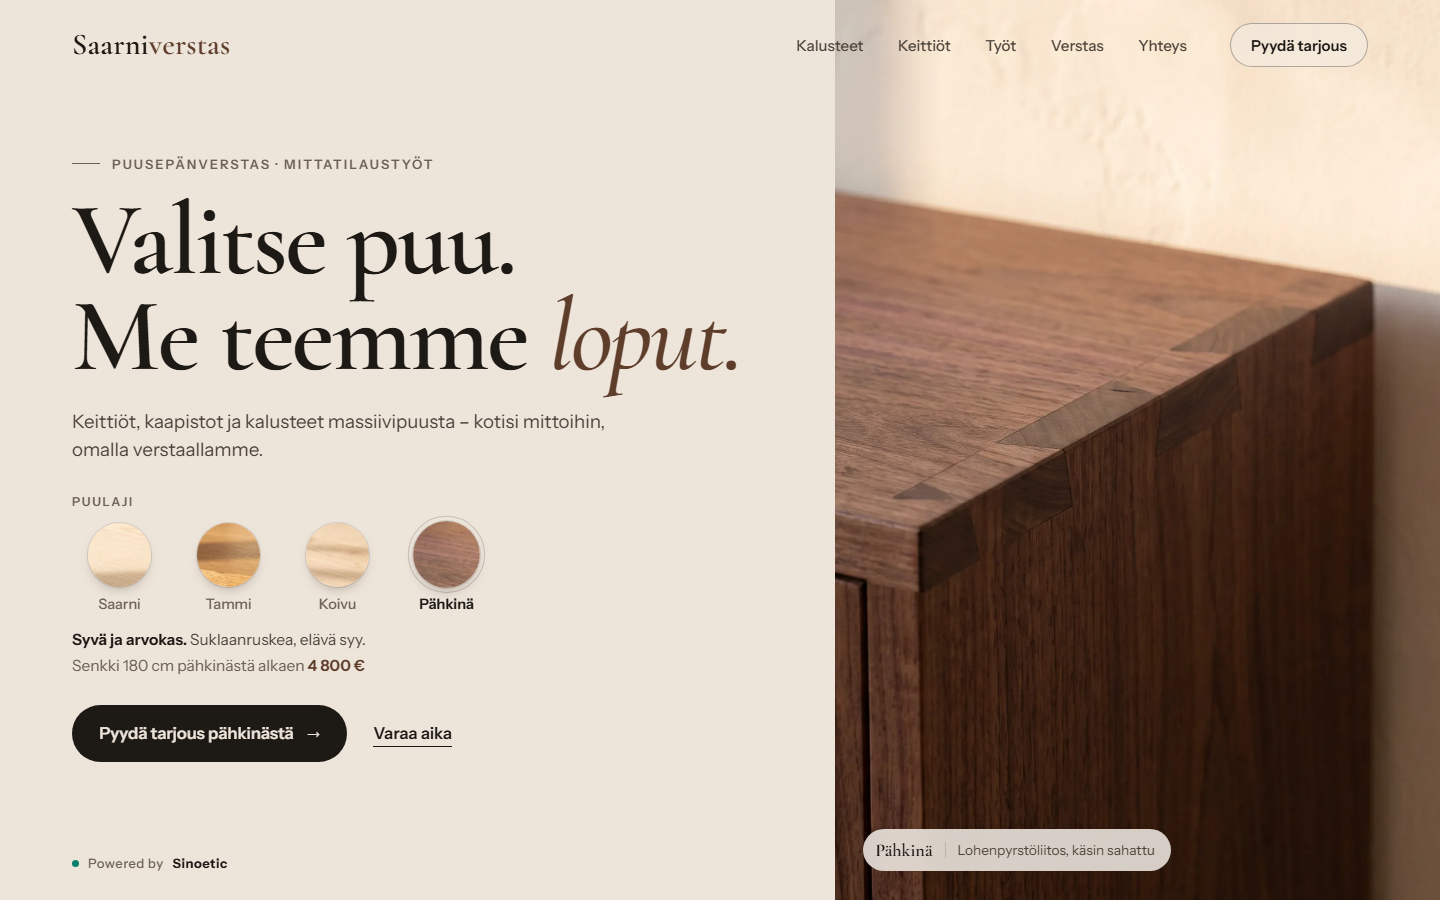 Saarniverstas
Kalusteet
Keittiöt
Työt
Verstas
Yhteys
Pyydä tarjous
PUUSEPÄNVERSTAS · MITTATILAUSTYÖT
Valitse puu.
Me teemme loput.
Keittiöt, kaapistot ja kalusteet massiivipuusta – kotisi mittoihin,
omalla verstaallamme.
PUULAJI
Saarni
Tammi
Koivu
Pähkinä
Syvä ja arvokas. Suklaanruskea, elävä syy.
Senkki 180 cm pähkinästä alkaen 4 800 €
Pyydä tarjous pähkinästä →
Varaa aika
Powered by Sinoetic
Pähkinä
Lohenpyrstöliitos, käsin sahattu